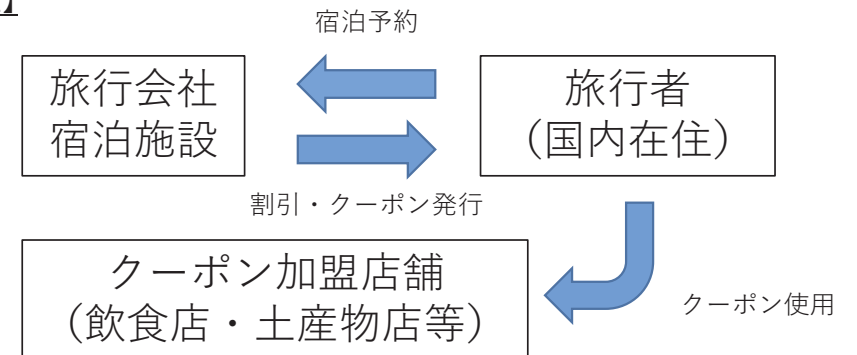 】
宿泊予約
旅行会社
宿泊施設
旅行者
(国内在住)
割引・クーポン発行
クーポン加盟店舗
(飲食店・土産物店等)
クーポン使用